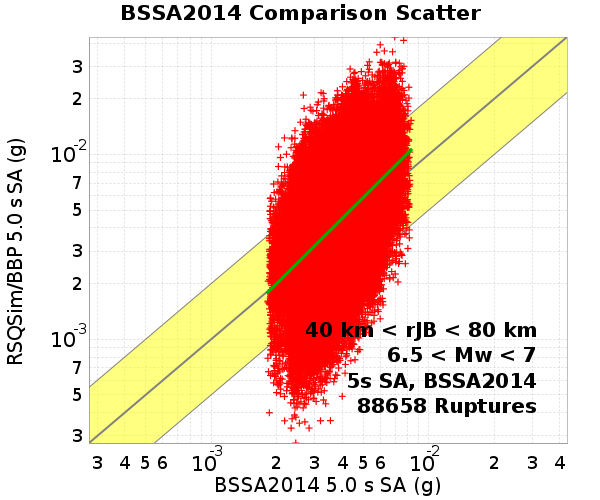 BSSA2014 Comparison Scatter
RSQSim/BBP 5.0 s SA (g)
3
2
10-2
7
5
3
2
10-3
7
5
3
40 km < rJB < 80 km
6.5 < Mw < 7
5s SA, BSSA2014
88658 Ruptures
3 4 5 6 10-3 2 3 4 5 6 10-2 2 3 4
BSSA2014 5.0 s SA (g)